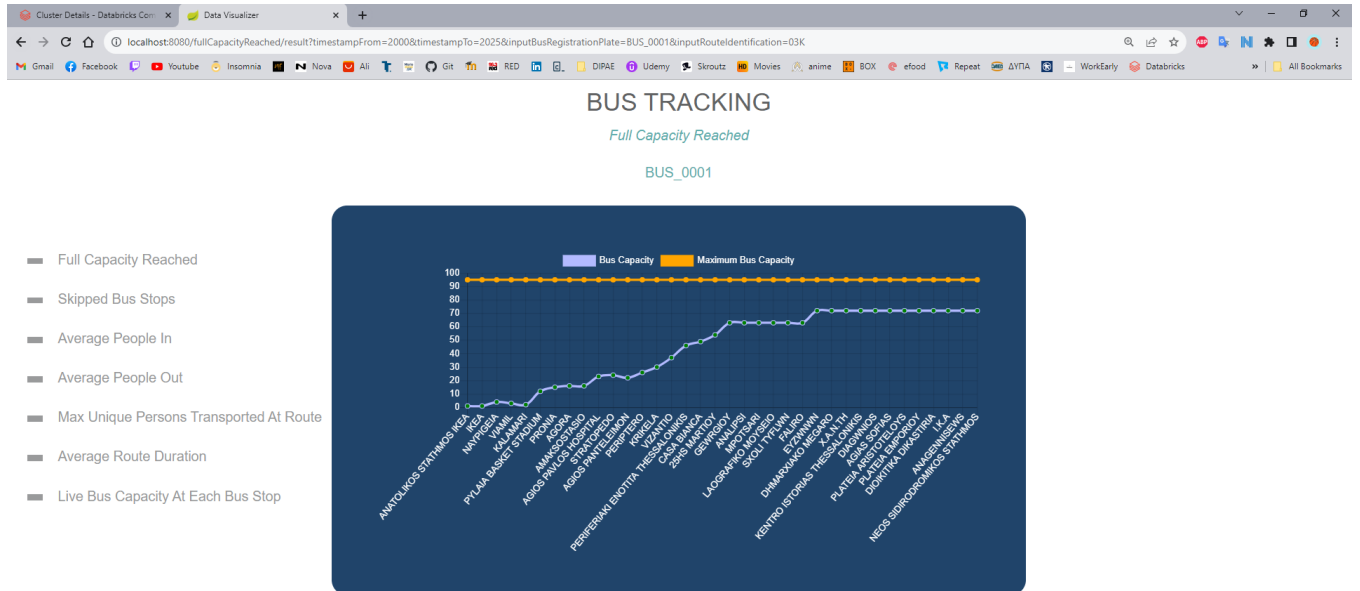 Cluster Details - Databricks Com
Data Visualizer
localhost:8080/fullCapacityReached/result?timestampFrom=2000&timestampTo=2025&inputBusRegistrationPlate=BUS_0001&inputRouteIdentification=03K
Gmail Facebook Youtube Insomnia Nova Ali Git RED DIPAE Udemy Skroutz Movies anime BOX efood Repeat ΔΥΠΑ WorkEarly Databricks » All Bookmarks
BUS TRACKING
Full Capacity Reached
BUS_0001
Full Capacity Reached
Skipped Bus Stops
Average People In
Average People Out
Max Unique Persons Transported At Route
Average Route Duration
Live Bus Capacity At Each Bus Stop
Bus Capacity Maximum Bus Capacity
100
90
80
70
60
50
40
30
20
10
0
ANATOLIKOS STATHMOS IKEA
IKEA
NAYPIGEIA
VIAMIL
KALAMARI
PYLAIA BASKET STADIUM
PRONIA
AGORA
AMAKSOSTASIO
AGIOS PAVLOS HOSPITAL
STRATOPEDO
AGIOS PANTELEIMON
PERIPTERO
KRIKELA
VIZANTIO
PERIFERIAKI ENOTITA THESSALONIKIS
CASA BIANCA
25HS MARTIOY
GEWRGIOY
ANALIPSI
MPOTSARI
LAOGRAFIKO MOYSEIO
SXOLI TYFLWN
FALIRO
EYZWNWN
DHMARXIAKO MEGARO
X.A.N.TH
KENTRO ISTORIAS THESSALONIKIS
DIAGWNIOS
AGIAS SOFIAS
PLATEIA ARISTOTELOYS
PLATEIA EMPORIOY
DIOIKITIKA DIKASTIRIA
I.K.A
ANAGENNISEWS
NEOS SIDIRODROMIKOS STATHMOS